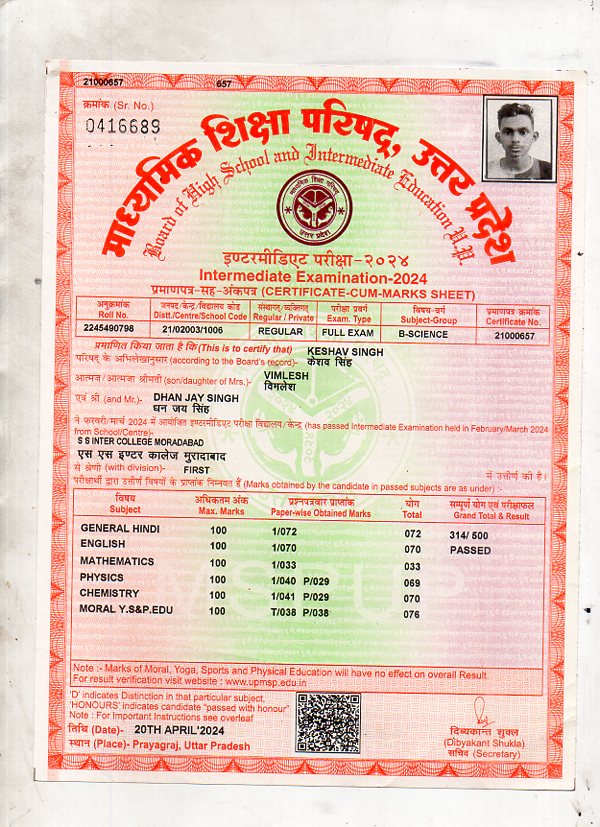 21000657 657
क्रमांक (Sr. No.)
0416689
माध्यमिक शिक्षा परिषद्, उत्तर प्रदेश
Board of High School and Intermediate Education U.P.
इण्टरमीडिएट परीक्षा-२०२४
Intermediate Examination-2024
प्रमाणपत्र-सह-अंकपत्र (CERTIFICATE-CUM-MARKS SHEET)
अनुक्रमांक जनपद/केन्द्र/विद्यालय कोड संस्थागत/व्यक्तिगत परीक्षा प्रवर्ग विषय-वर्ग प्रमाणपत्र क्रमांक
Roll No. Distt./Centre/School Code Regular / Private Exam. Type Subject-Group Certificate No.
2245490798 21/02003/1006 REGULAR FULL EXAM B-SCIENCE 21000657
प्रमाणित किया जाता है कि (This is to certify that) KESHAV SINGH
परिषद के अभिलेखानुसार (according to the Board's record)- केशव सिंह
आत्मज/आत्मजा श्रीमती (son/daughter of Mrs.)- VIMLESH
विमलेश
एवं श्री (and Mr.)- DHAN JAY SINGH
धन जय सिंह
ने फरवरी/मार्च 2024 में आयोजित इण्टरमीडिएट परीक्षा विद्यालय/केन्द्र (has passed Intermediate Examination held in February/March 2024
from School/Centre)-
S S INTER COLLEGE MORADABAD
एस एस इण्टर कालेज मुरादाबाद
से श्रेणी (with division)- FIRST में उत्तीर्ण की है।
परीक्षार्थी द्वारा उत्तीर्ण विषयों के प्राप्तांक निम्नवत हैं (Marks obtained by the candidate in passed subjects are as under) :-
विषय अधिकतम अंक प्रश्नपत्रवार प्राप्तांक योग सम्पूर्ण योग एवं परीक्षाफल
Subject Max. Marks Paper-wise Obtained Marks Total Grand Total & Result
GENERAL HINDI 100 1/072 072 314/ 500
ENGLISH 100 1/070 070 PASSED
MATHEMATICS 100 1/033 033
PHYSICS 100 1/040 P/029 069
CHEMISTRY 100 1/041 P/029 070
MORAL Y.S&P.EDU 100 T/038 P/038 076
Note :- Marks of Moral, Yoga, Sports and Physical Education will have no effect on overall Result.
For result verification visit website : www.upmsp.edu.in
'D' indicates Distinction in that particular subject,
'HONOURS' indicates candidate "passed with honour"
Note : For Important Instructions see overleaf
तिथि (Date)- 20TH APRIL'2024
स्थान (Place)- Prayagraj, Uttar Pradesh
दिव्यकान्त शुक्ल
(Dibyakant Shukla)
सचिव (Secretary)